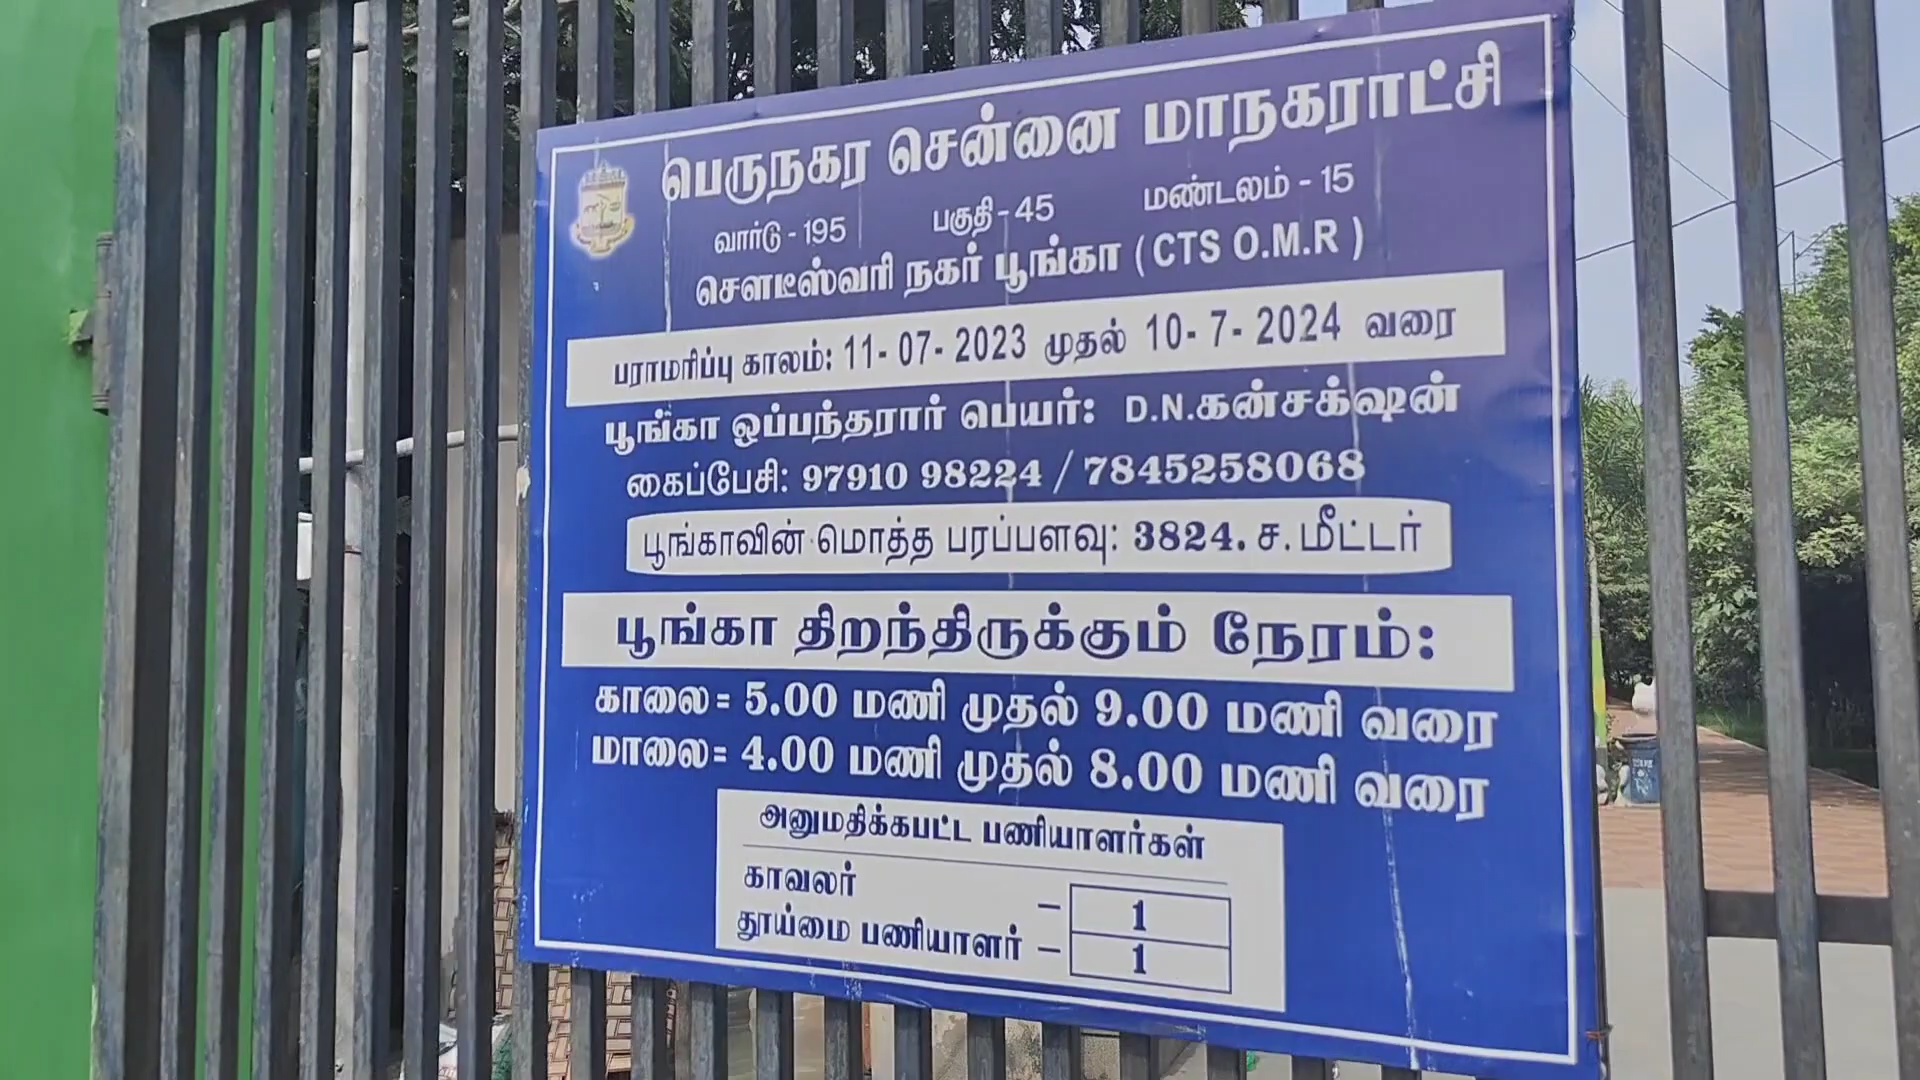 பெருநகர சென்னை மாநகராட்சி
வார்டு - 195 பகுதி - 45 மண்டலம் - 15
சௌடீஸ்வரி நகர் பூங்கா ( CTS O.M.R )
பராமரிப்பு காலம்: 11- 07- 2023 முதல் 10- 7- 2024 வரை
பூங்கா ஒப்பந்தரார் பெயர்: D.N.கன்சக்ஷன்
கைப்பேசி: 97910 98224 / 7845258068
பூங்காவின் மொத்த பரப்பளவு: 3824. ச. மீட்டர்
பூங்கா திறந்திருக்கும் நேரம்:
காலை = 5.00 மணி முதல் 9.00 மணி வரை
மாலை = 4.00 மணி முதல் 8.00 மணி வரை
அனுமதிக்கபட்ட பணியாளர்கள்
காவலர் – 1
தூய்மை பணியாளர் – 1